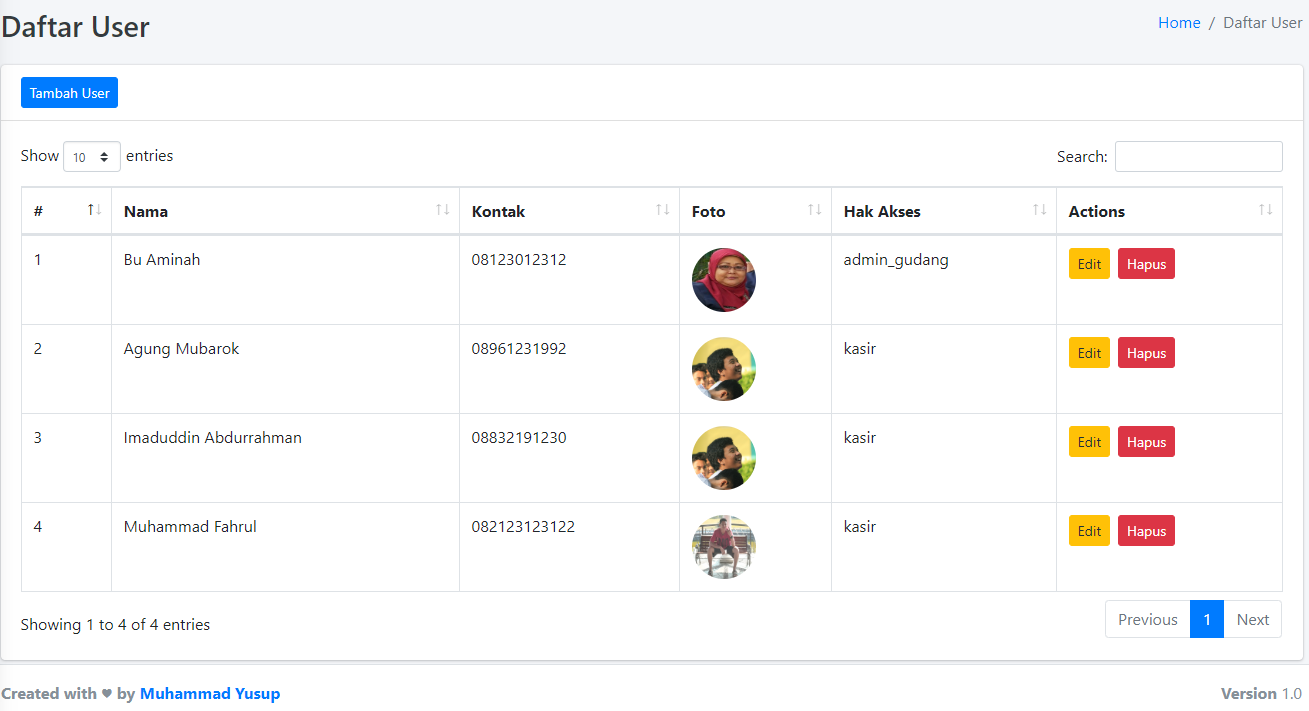 Daftar User
Home / Daftar User
Tambah User
Show 10 entries
Search:
# Nama Kontak Foto Hak Akses Actions
1 Bu Aminah 08123012312 admin_gudang Edit Hapus
2 Agung Mubarok 08961231992 kasir Edit Hapus
3 Imaduddin Abdurrahman 08832191230 kasir Edit Hapus
4 Muhammad Fahrul 082123123122 kasir Edit Hapus
Showing 1 to 4 of 4 entries
Previous 1 Next
Created with ♥ by Muhammad Yusup
Version 1.0